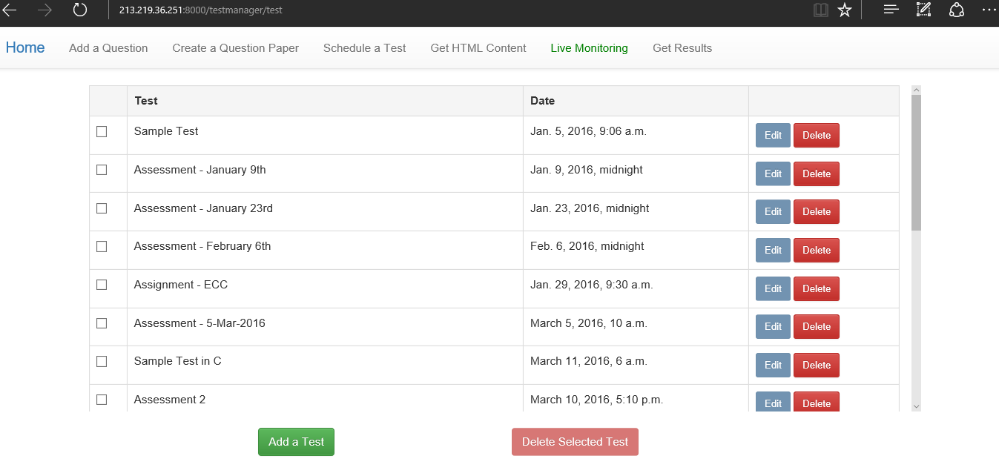 213.219.36.251:8000/testmanager/test
Home Add a Question Create a Question Paper Schedule a Test Get HTML Content Live Monitoring Get Results
Test Date
Sample Test Jan. 5, 2016, 9:06 a.m. Edit Delete
Assessment - January 9th Jan. 9, 2016, midnight Edit Delete
Assessment - January 23rd Jan. 23, 2016, midnight Edit Delete
Assessment - February 6th Feb. 6, 2016, midnight Edit Delete
Assignment - ECC Jan. 29, 2016, 9:30 a.m. Edit Delete
Assessment - 5-Mar-2016 March 5, 2016, 10 a.m. Edit Delete
Sample Test in C March 11, 2016, 6 a.m. Edit Delete
Assessment 2 March 10, 2016, 5:10 p.m. Edit Delete
Add a Test Delete Selected Test